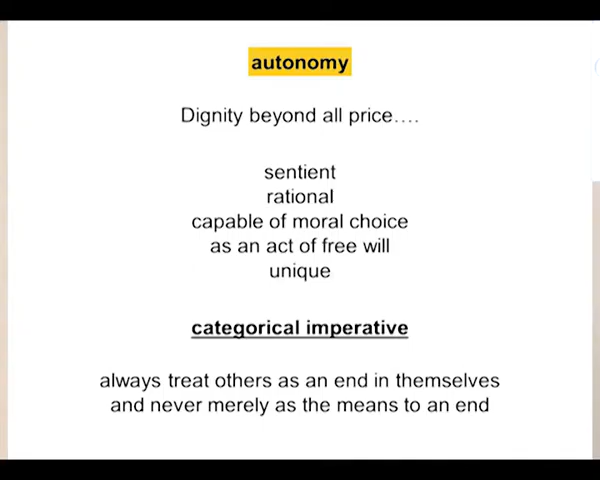 autonomy
Dignity beyond all price....
sentient
rational
capable of moral choice
as an act of free will
unique
categorical imperative
always treat others as an end in themselves
and never merely as the means to an end